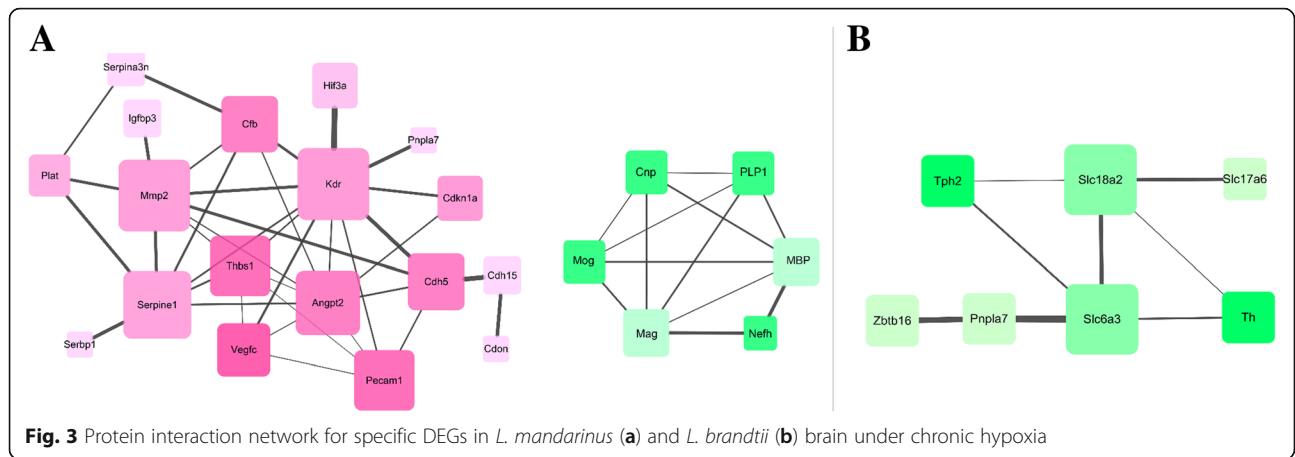 A
B
Serpina3n
Hif3a
Igfbp3
Cfb
Pnpla7
Plat
Mmp2
Kdr
Cdkn1a
Thbs1
Cdh5
Cdh15
Serpine1
Angpt2
Serbp1
Vegfc
Cdon
Pecam1
Cnp
PLP1
Mog
MBP
Mag
Nefh
Tph2
Slc18a2
Slc17a6
Zbtb16
Pnpla7
Slc6a3
Th
Fig. 3 Protein interaction network for specific DEGs in L. mandarinus (a) and L. brandtii (b) brain under chronic hypoxia